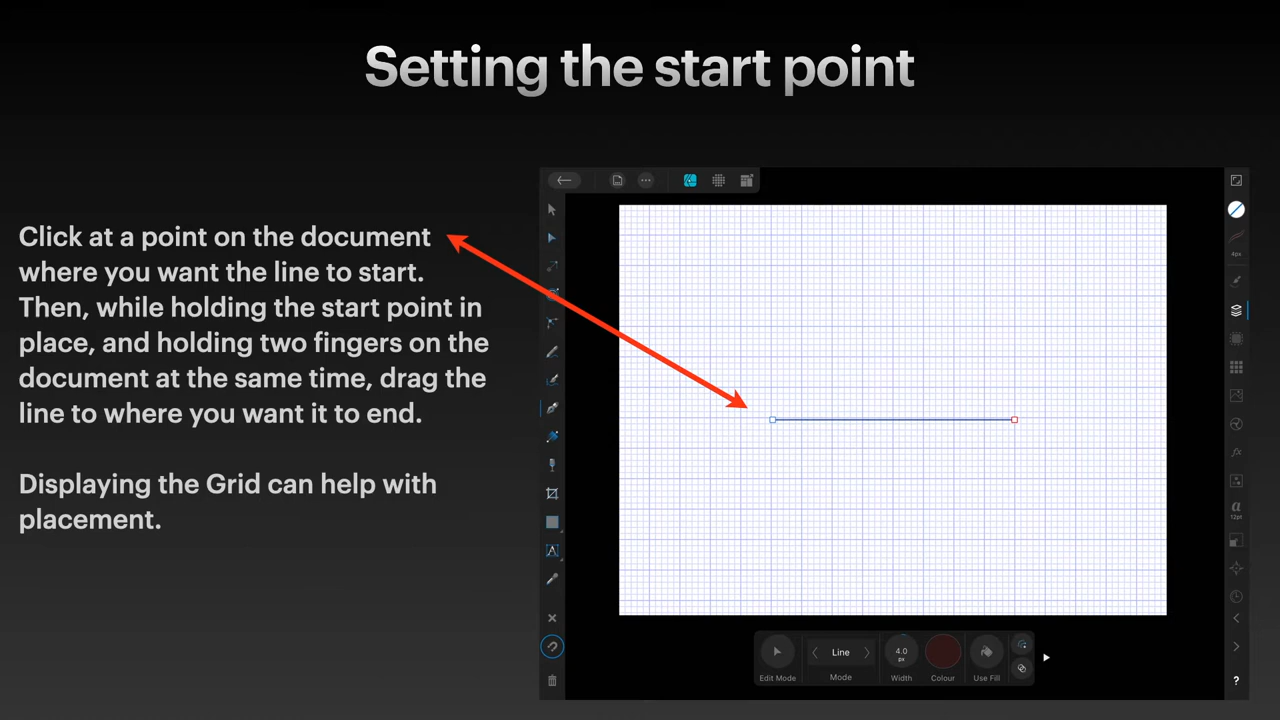 Setting the start point
Click at a point on the document
where you want the line to start.
Then, while holding the start point in
place, and holding two fingers on the
document at the same time, drag the
line to where you want it to end.
Displaying the Grid can help with
placement.
4px
fx
a
12pt
A
Line
4.0
px
Edit Mode
Mode
Width
Colour
Use Fill
?